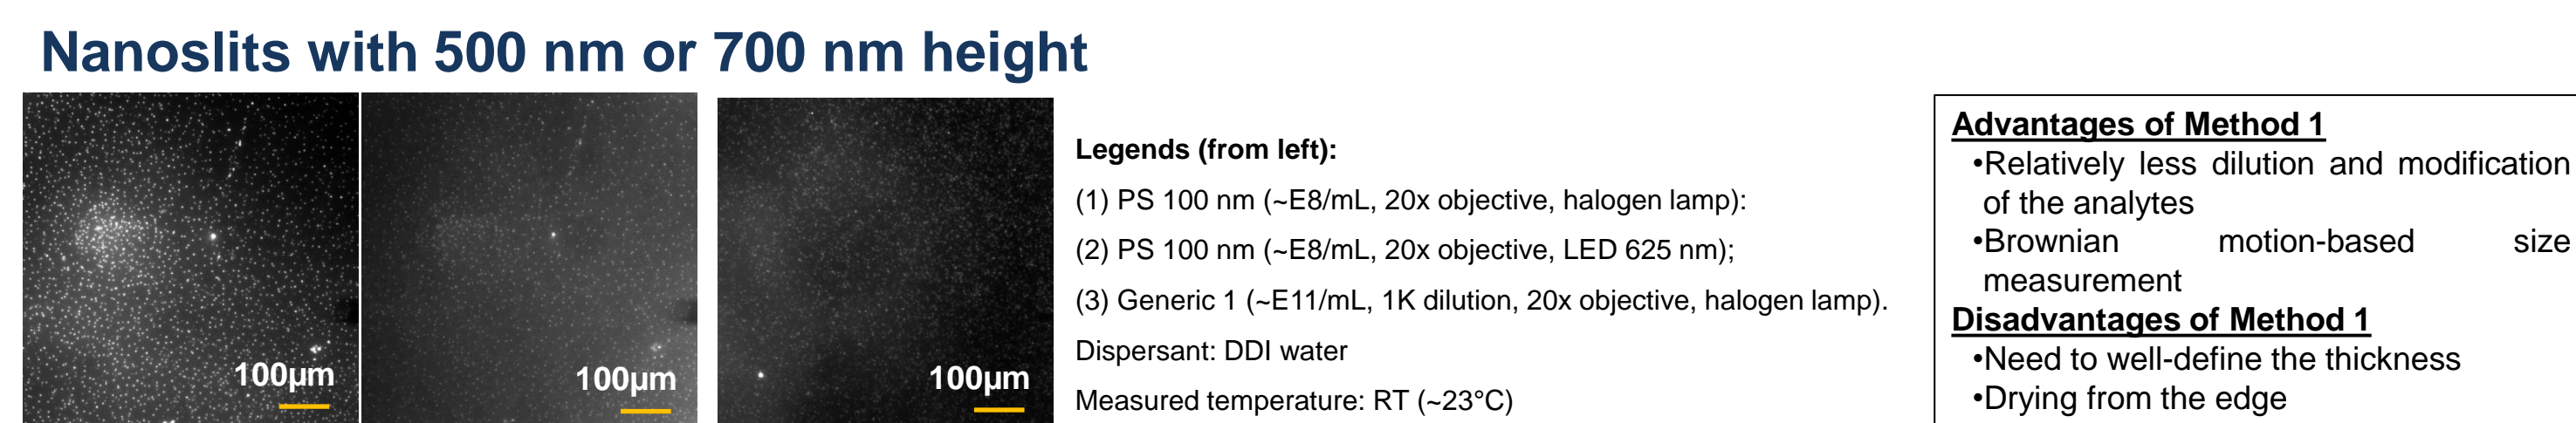 Nanoslits with 500 nm or 700 nm height
100µm
100µm
100µm
Legends (from left):
(1) PS 100 nm (~E8/mL, 20x objective, halogen lamp):
(2) PS 100 nm (~E8/mL, 20x objective, LED 625 nm);
(3) Generic 1 (~E11/mL, 1K dilution, 20x objective, halogen lamp).
Dispersant: DDI water
Measured temperature: RT (~23°C)
Advantages of Method 1
•Relatively less dilution and modification
of the analytes
•Brownian motion-based size
measurement
Disadvantages of Method 1
•Need to well-define the thickness
•Drying from the edge